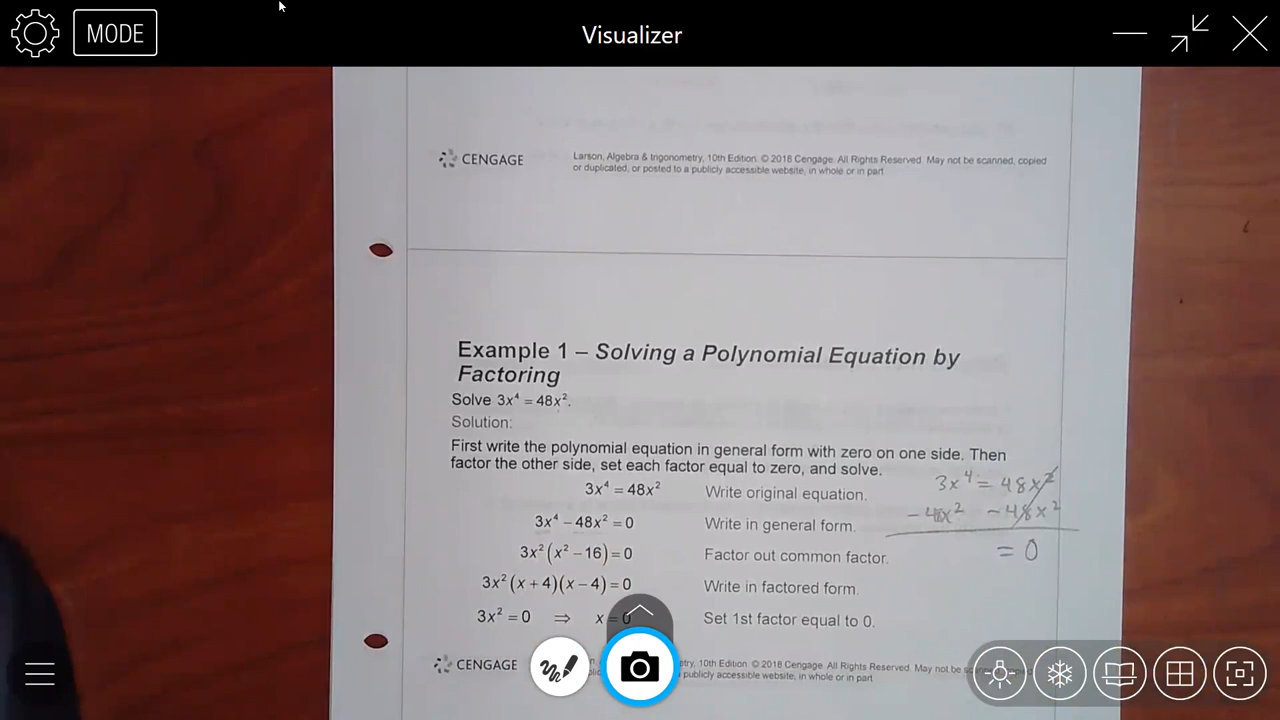 MODE
Visualizer
CENGAGE
Larson, Algebra & trigonometry, 10th Edition. © 2018 Cengage. All Rights Reserved. May not be scanned, copied
or duplicated, or posted to a publicly accessible website, in whole or in part
Example 1 – Solving a Polynomial Equation by
Factoring
Solve 3x⁴ = 48x².
Solution:
First write the polynomial equation in general form with zero on one side. Then
factor the other side, set each factor equal to zero, and solve.
3x⁴ = 48x² Write original equation.
3x⁴ = 48x²
3x⁴ − 48x² = 0 Write in general form.
− 48x² − 48x²
3x²(x² − 16) = 0 Factor out common factor.
= 0
3x²(x + 4)(x − 4) = 0 Write in factored form.
3x² = 0 ⇒ x = 0 Set 1st factor equal to 0.
CENGAGE
10th Edition. © 2018 Cengage. All Rights Reserved. May not be
publicly accessible website, in whole or in part